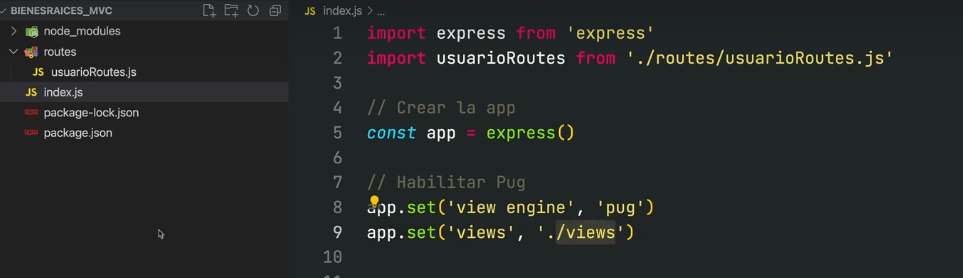 BIENESRAICES_MVC
node_modules
routes
JS usuarioRoutes.js
JS index.js
package-lock.json
package.json
JS index.js > ...
1 import express from 'express'
2 import usuarioRoutes from './routes/usuarioRoutes.js'
3
4 // Crear la app
5 const app = express()
6
7 // Habilitar Pug
8 app.set('view engine', 'pug')
9 app.set('views', './views')
10
11